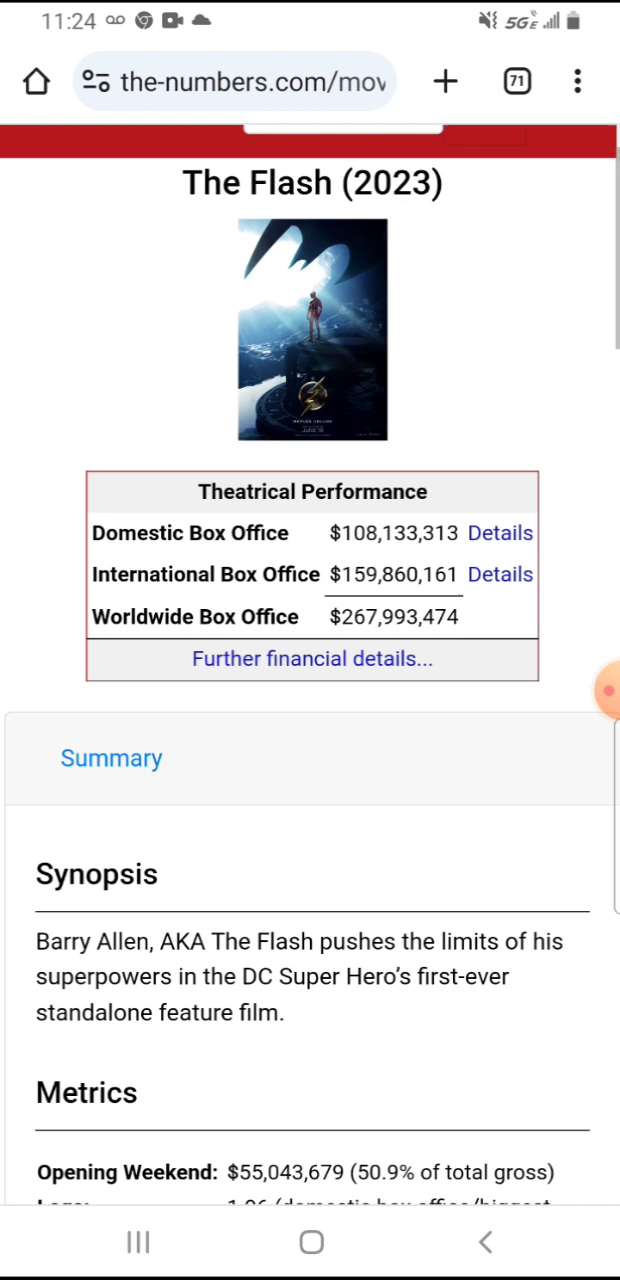 11:24
5GE
the-numbers.com/mov
71
The Flash (2023)
Theatrical Performance
Domestic Box Office $108,133,313 Details
International Box Office $159,860,161 Details
Worldwide Box Office $267,993,474
Further financial details...
Summary
Synopsis
Barry Allen, AKA The Flash pushes the limits of his
superpowers in the DC Super Hero's first-ever
standalone feature film.
Metrics
Opening Weekend: $55,043,679 (50.9% of total gross)